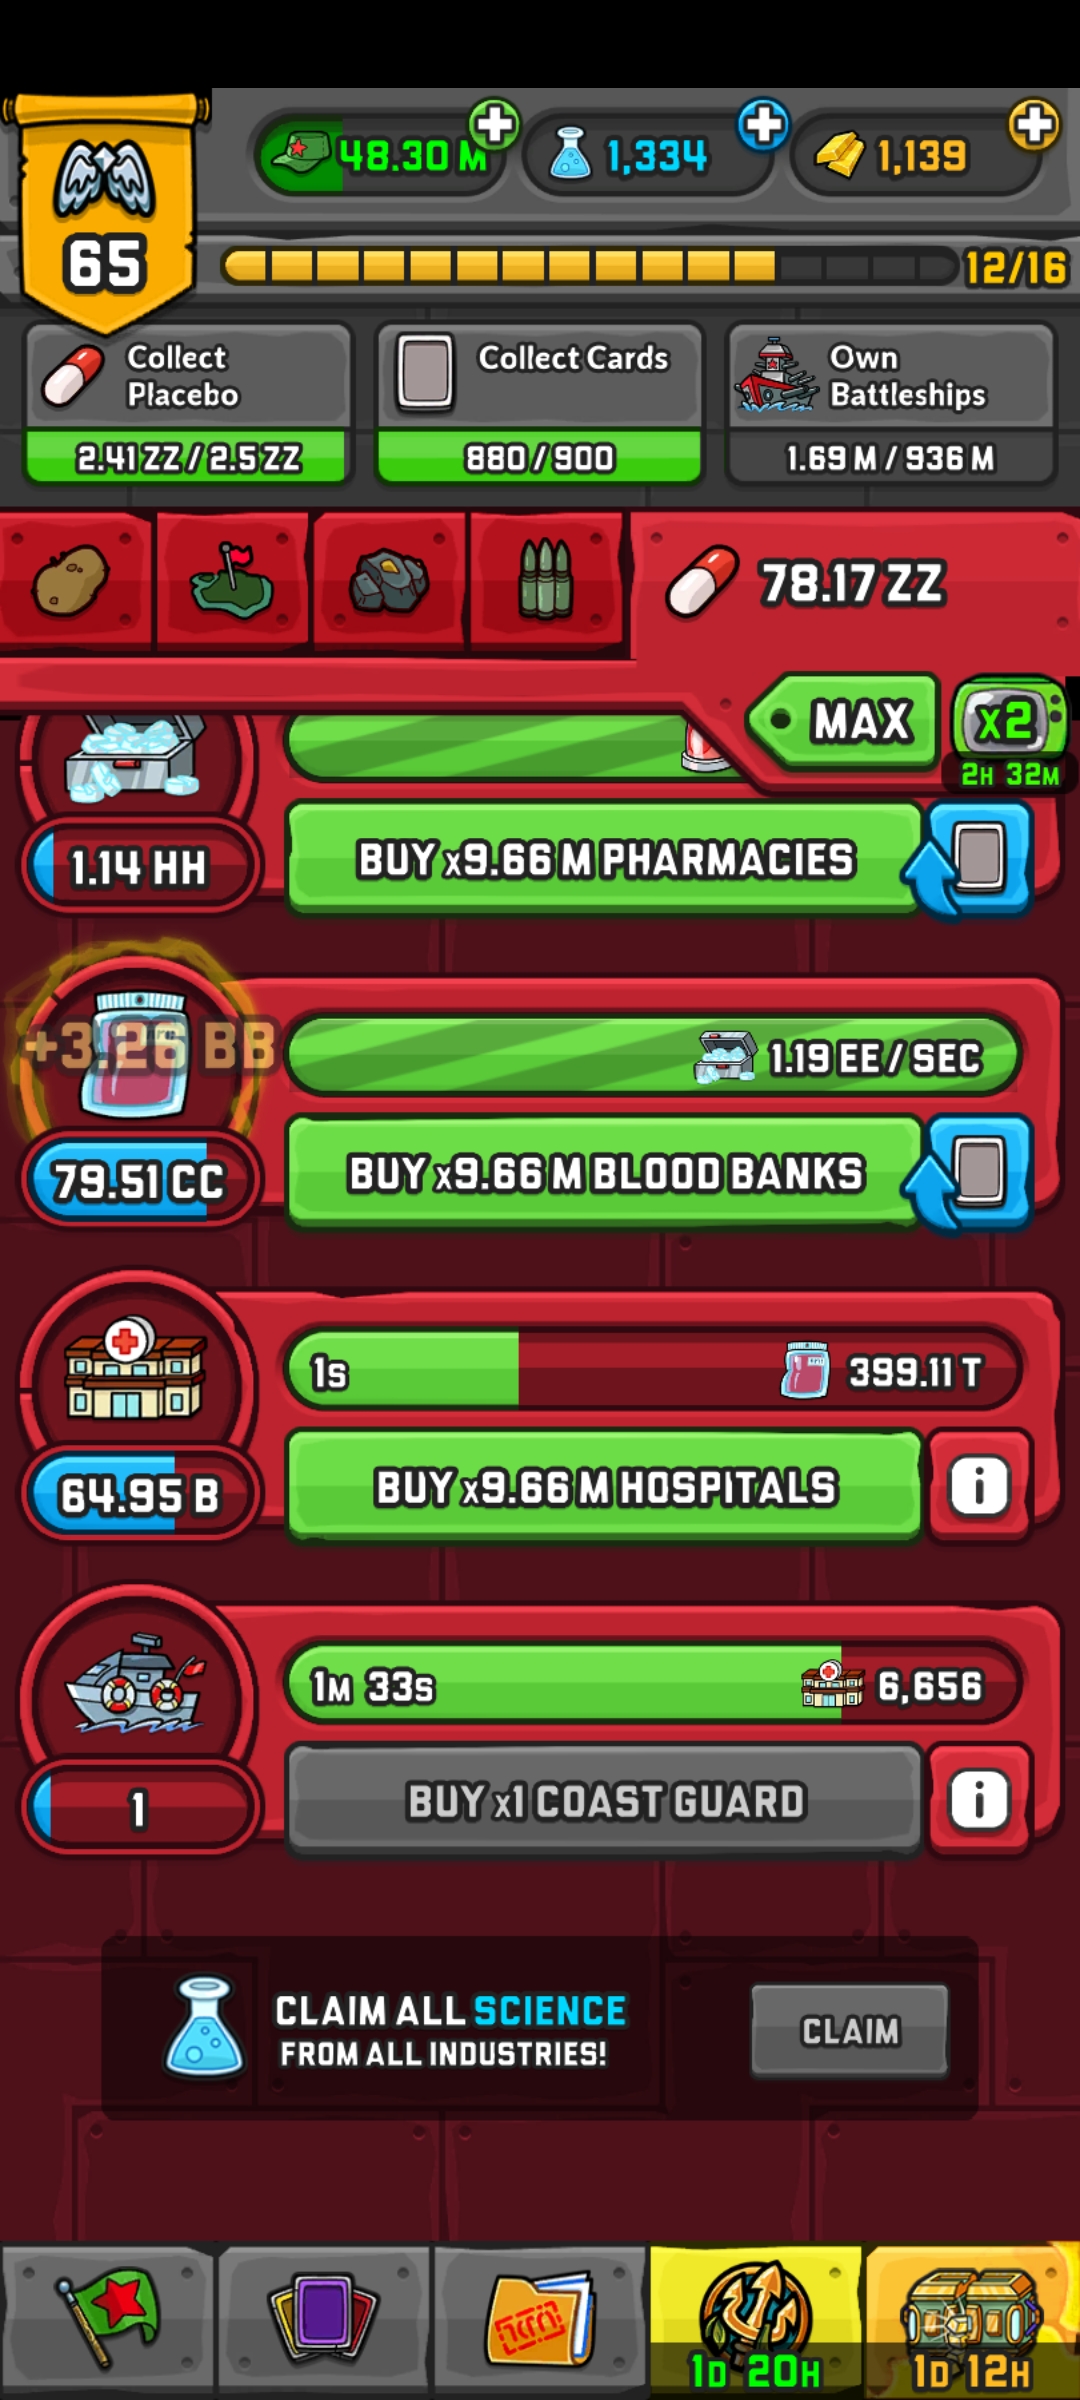 48.30 M
1,334
1,139
65
12/16
Collect
Placebo
Collect Cards
Own
Battleships
2.41 ZZ / 2.5 ZZ
880 / 900
1.69 M / 936 M
78.17 ZZ
MAX
x2
2H 32M
1.14 HH
BUY x9.66 M PHARMACIES
+3.26 BB
1.19 EE / SEC
79.51 CC
BUY x9.66 M BLOOD BANKS
1S
399.11 T
64.95 B
BUY x9.66 M HOSPITALS
i
1M 33S
6,656
1
BUY x1 COAST GUARD
i
CLAIM ALL SCIENCE
FROM ALL INDUSTRIES!
CLAIM
1D 20H
1D 12H